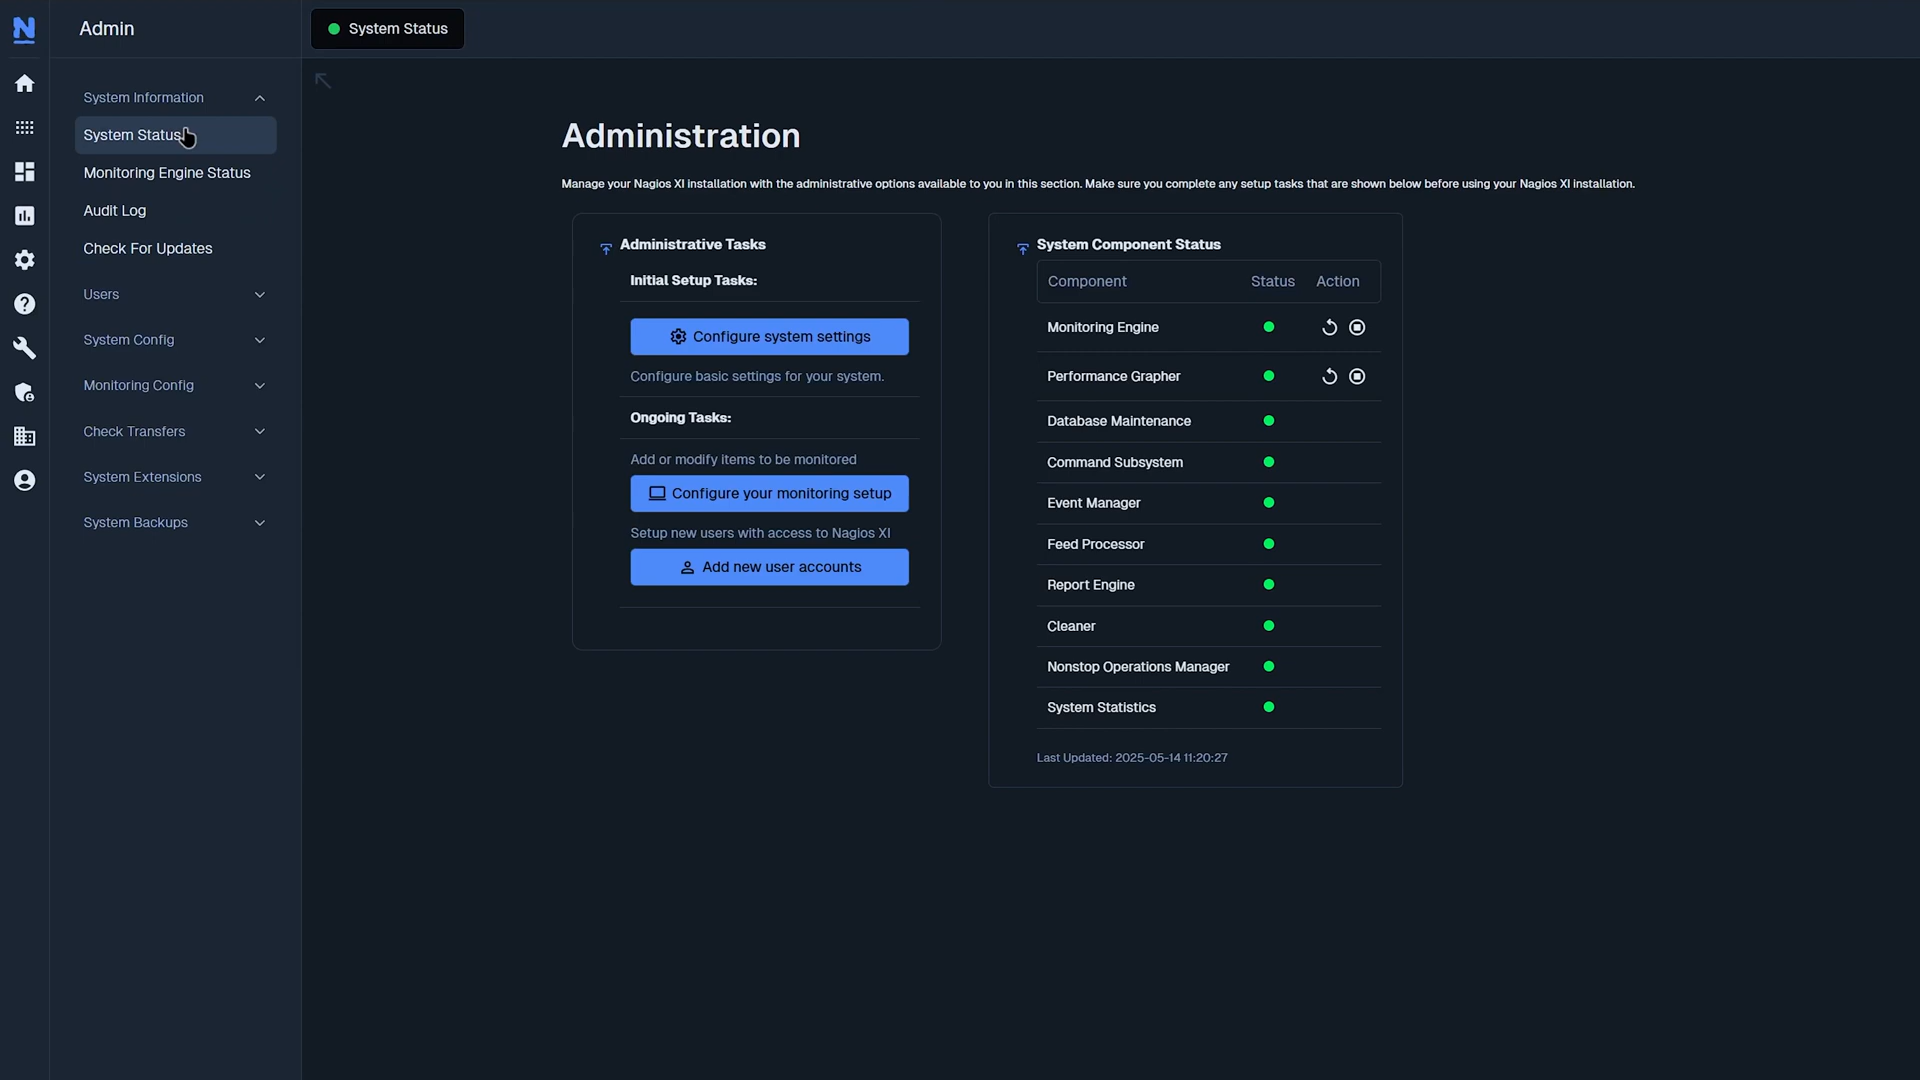 Admin
System Status
System Information
System Status
Monitoring Engine Status
Audit Log
Check For Updates
Users
System Config
Monitoring Config
Check Transfers
System Extensions
System Backups
Administration
Manage your Nagios XI installation with the administrative options available to you in this section. Make sure you complete any setup tasks that are shown below before using your Nagios XI installation.
Administrative Tasks
Initial Setup Tasks:
Configure system settings
Configure basic settings for your system.
Ongoing Tasks:
Add or modify items to be monitored
Configure your monitoring setup
Setup new users with access to Nagios XI
Add new user accounts
System Component Status
Component Status Action
Monitoring Engine
Performance Grapher
Database Maintenance
Command Subsystem
Event Manager
Feed Processor
Report Engine
Cleaner
Nonstop Operations Manager
System Statistics
Last Updated: 2025-05-14 11:20:27